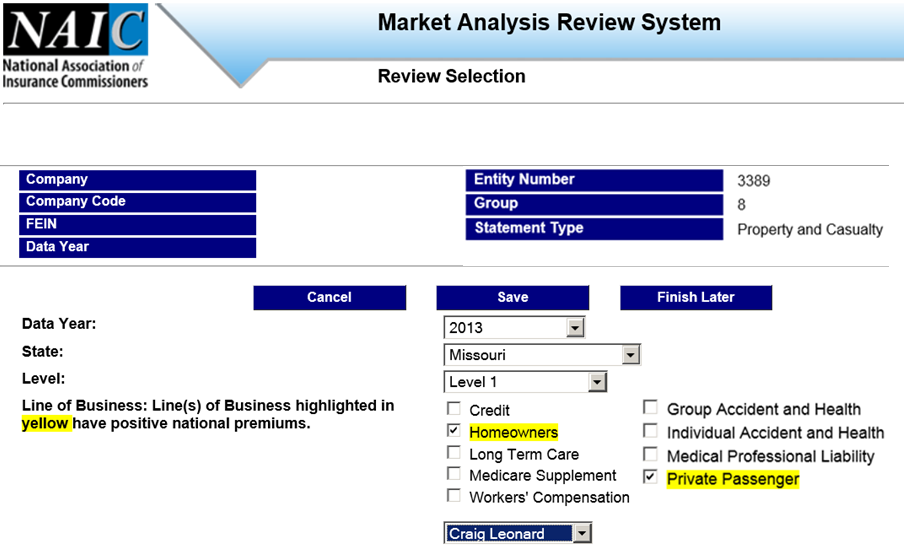 NAIC
National Association of
Insurance Commissioners
Market Analysis Review System
Review Selection
Company
Company Code
FEIN
Data Year
Entity Number 3389
Group 8
Statement Type Property and Casualty
Cancel Save Finish Later
Data Year: 2013
State: Missouri
Level: Level 1
Line of Business: Line(s) of Business highlighted in
yellow have positive national premiums.
Credit
Homeowners
Long Term Care
Medicare Supplement
Workers' Compensation
Group Accident and Health
Individual Accident and Health
Medical Professional Liability
Private Passenger
Craig Leonard